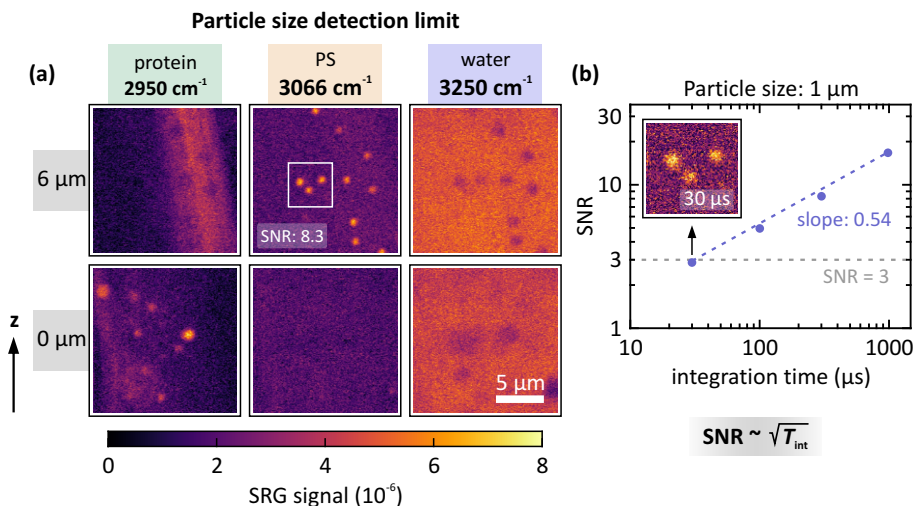 Particle size detection limit
(a)
protein
2950 cm⁻¹
PS
3066 cm⁻¹
water
3250 cm⁻¹
6 µm
SNR: 8.3
0 µm
z
5 µm
0 2 4 6 8
SRG signal (10⁻⁶)
(b)
Particle size: 1 µm
30
10
3
1
SNR
30 µs
slope: 0.54
SNR = 3
10 100 1000
integration time (µs)
SNR ~ √T_int